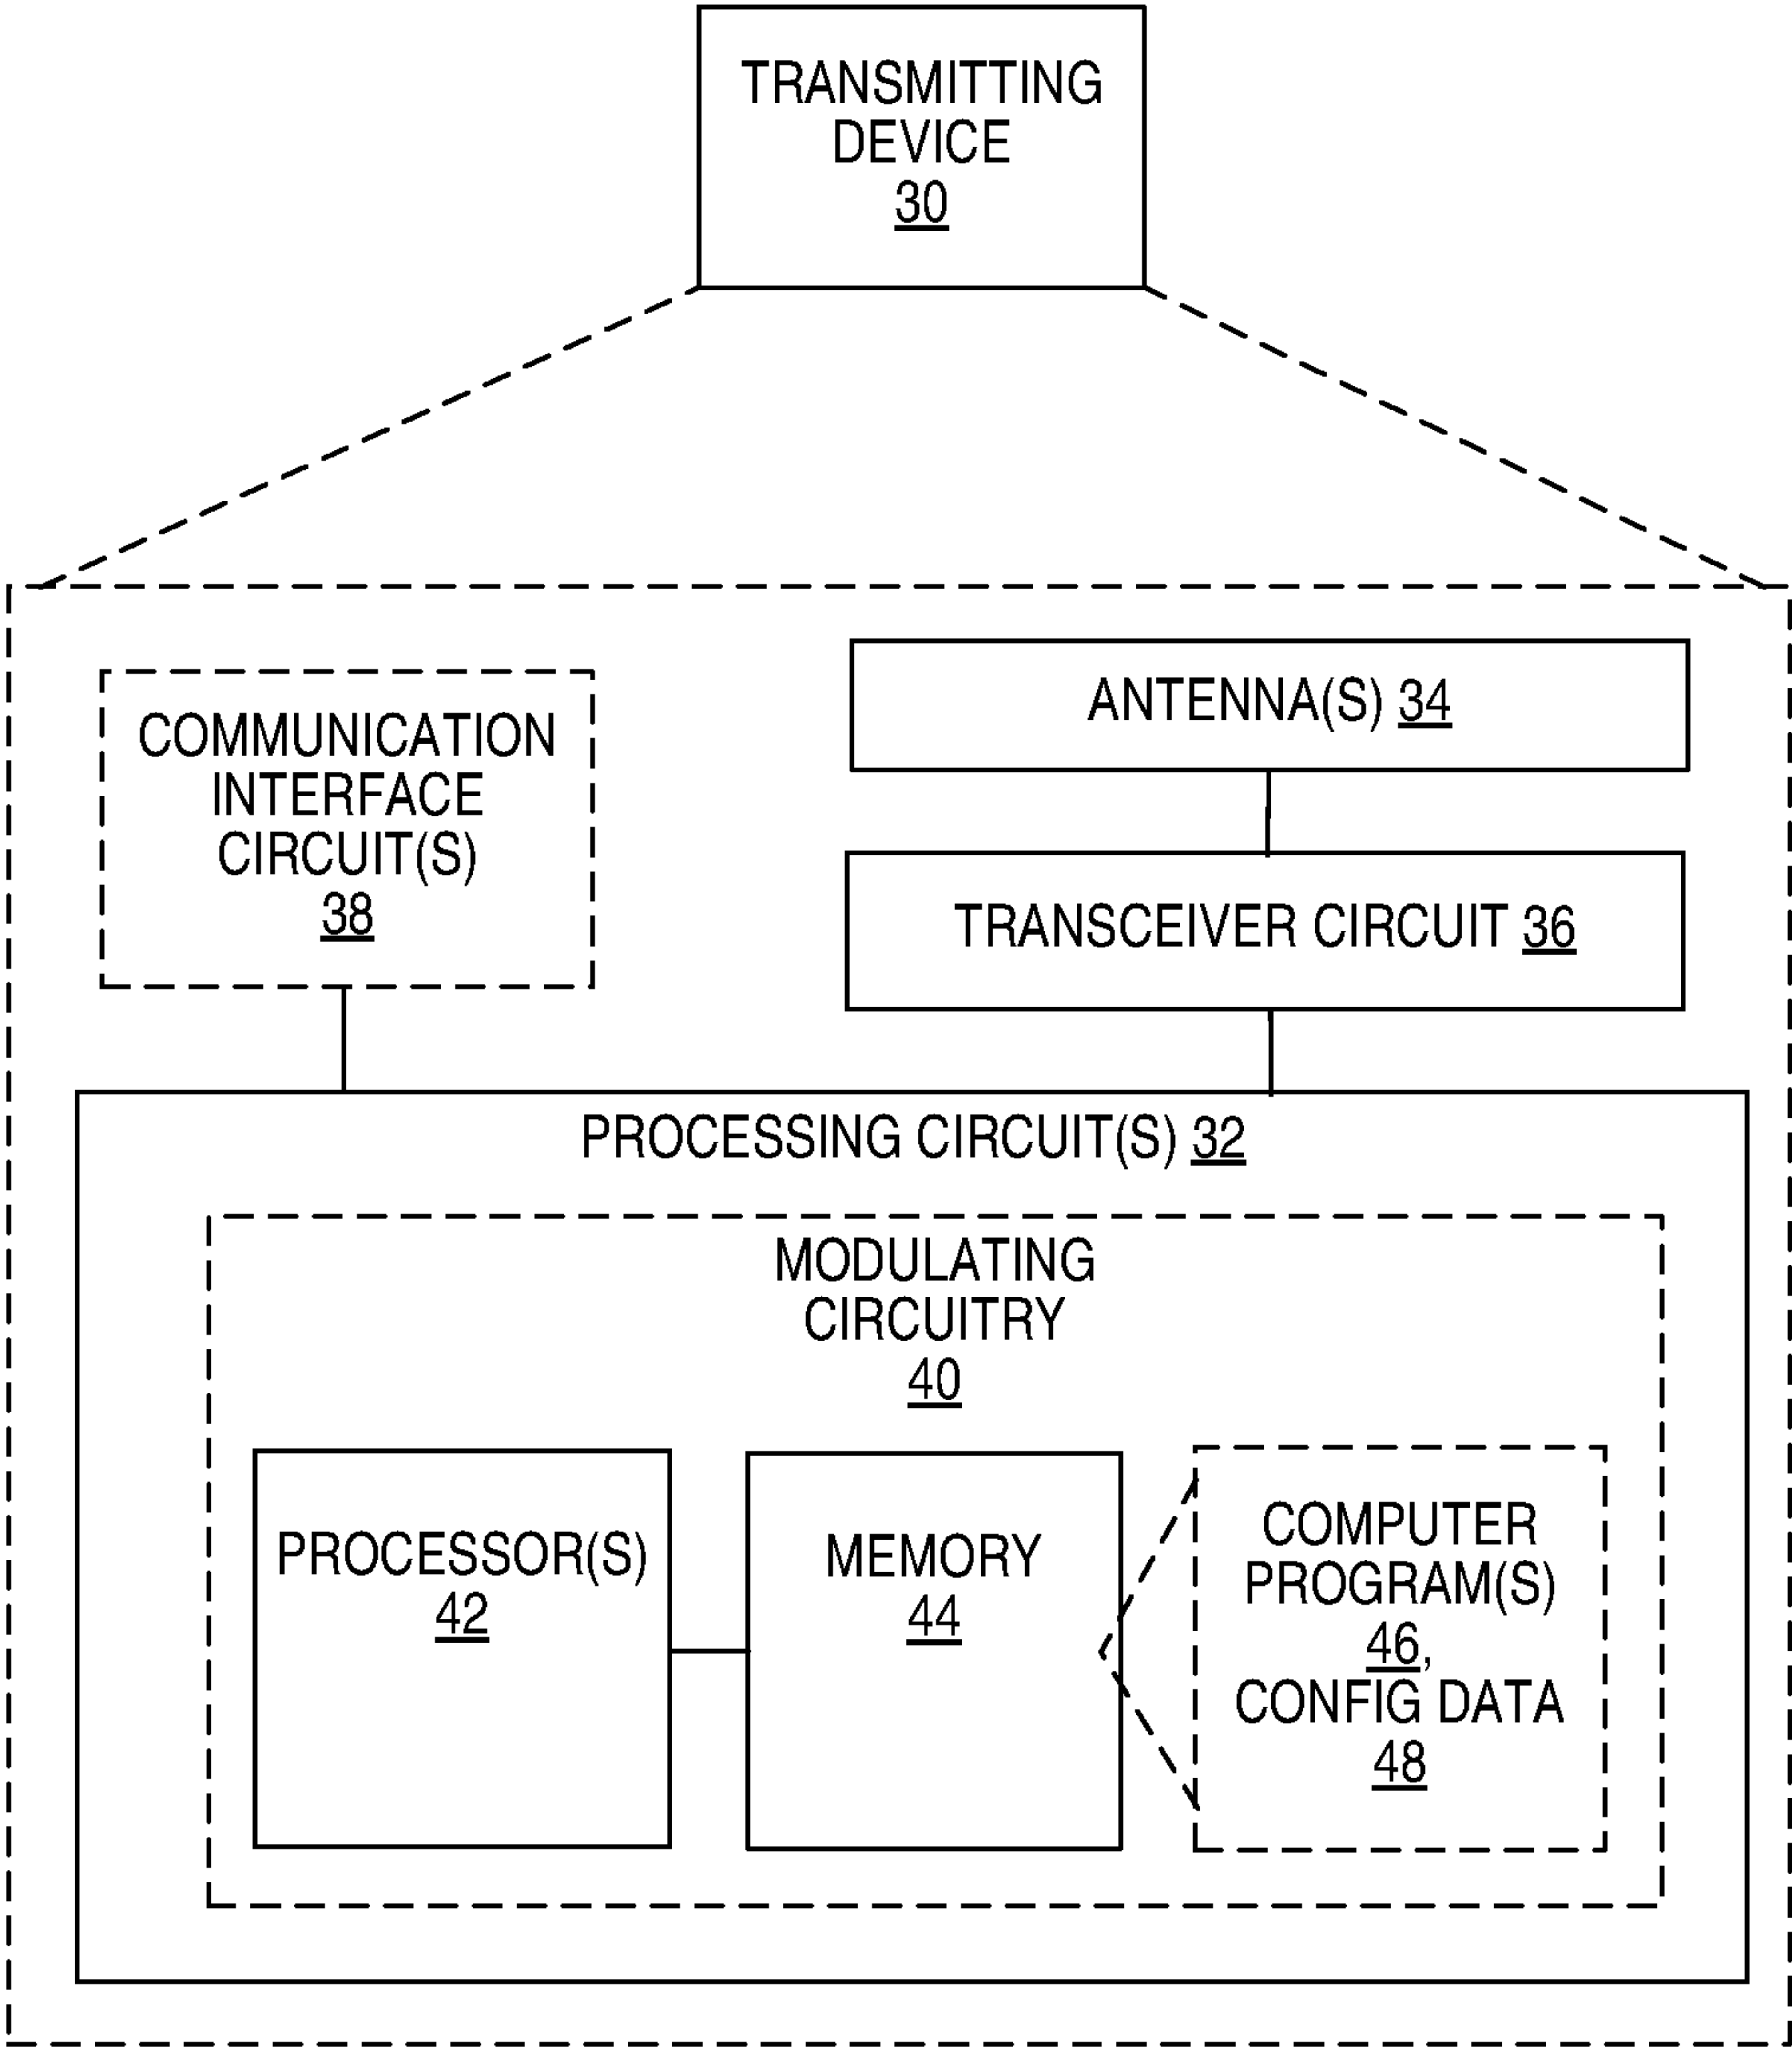 TRANSMITTING
DEVICE
30
COMMUNICATION
INTERFACE
CIRCUIT(S)
38
ANTENNA(S) 34
TRANSCEIVER CIRCUIT 36
PROCESSING CIRCUIT(S) 32
MODULATING
CIRCUITRY
40
PROCESSOR(S)
42
MEMORY
44
COMPUTER
PROGRAM(S)
46,
CONFIG DATA
48